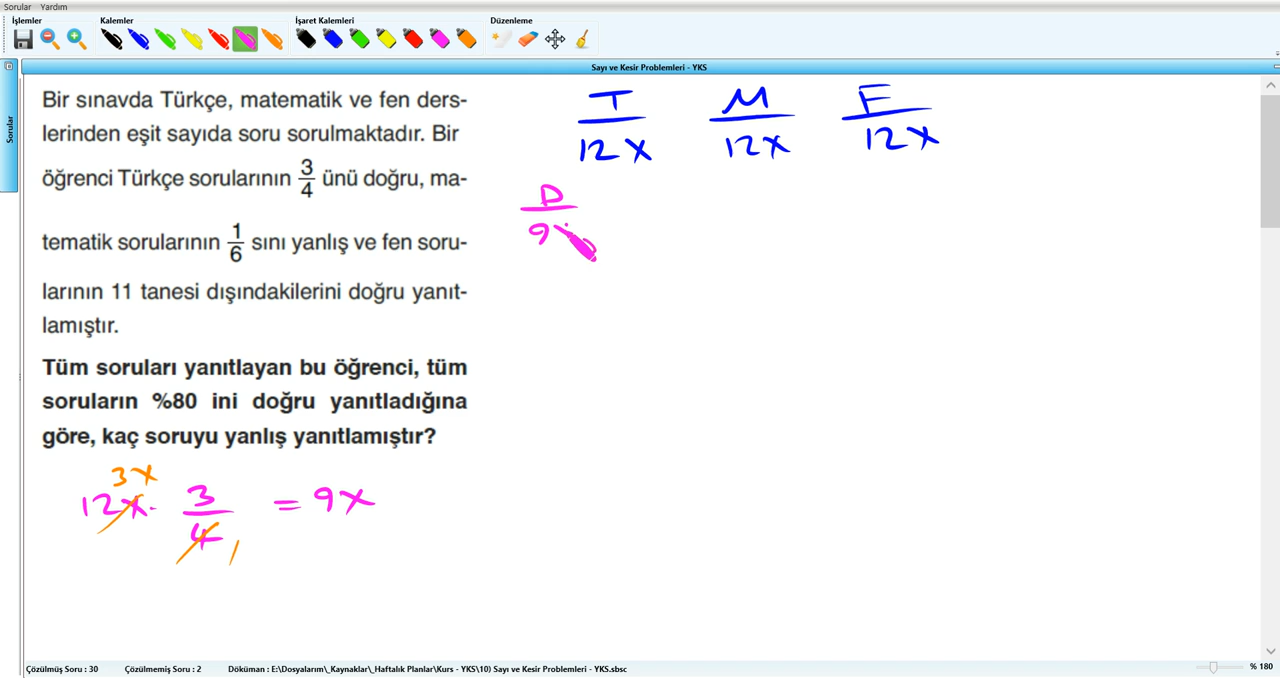 Sorular Yardım
İşlemler Kalemler İşaret Kalemleri Düzenleme
Sayı ve Kesir Problemleri - YKS
Sorular
Bir sınavda Türkçe, matematik ve fen ders-
lerinden eşit sayıda soru sorulmaktadır. Bir
öğrenci Türkçe sorularının 3/4 ünü doğru, ma-
tematik sorularının 1/6 sını yanlış ve fen soru-
larının 11 tanesi dışındakilerini doğru yanıt-
lamıştır.
Tüm soruları yanıtlayan bu öğrenci, tüm
soruların %80 ini doğru yanıtladığına
göre, kaç soruyu yanlış yanıtlamıştır?
T M F
12x 12x 12x
D
9x
3x
12x · 3/4 = 9x
1
Çözülmüş Soru : 30 Çözülmemiş Soru : 2 Döküman : E:\Dosyalarım\_Kaynaklar\_Haftalık Planlar\Kurs - YKS\10) Sayı ve Kesir Problemleri - YKS.sbsc % 180